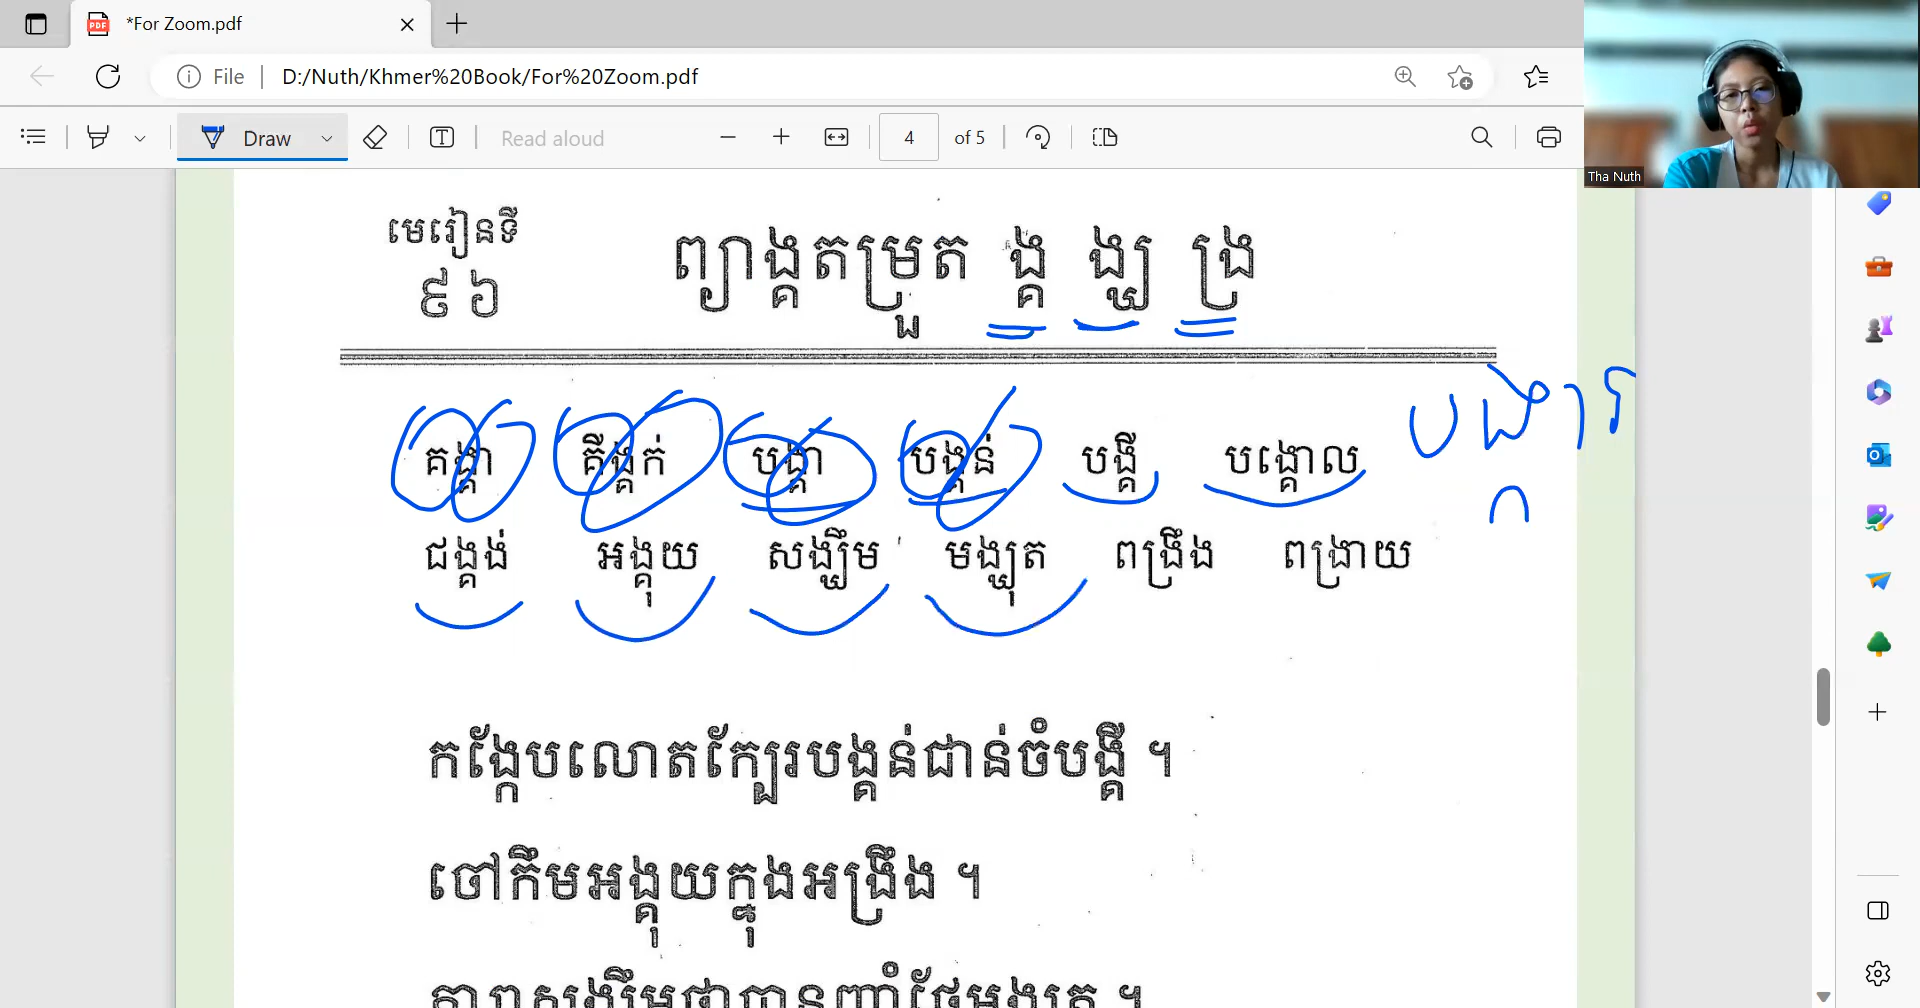 *For Zoom.pdf
File D:/Nuth/Khmer%20Book/For%20Zoom.pdf
Draw Read aloud 4 of 5
Tha Nuth
មេរៀនទី
៩៦
ព្យាង្គតម្រួត ង្គ ង្ឃ្យ ង្រ
គង្គា គីង្គក់ បង្គា បង្គន់ បង្គី បង្គោល
ជង្គង់ អង្គុយ សង្ឃឹម មង្ឃុត ពង្រឹង ពង្រាយ
កង្កែបលោតក្បែរបង្គន់ជាន់ចំបង្គី ។
ចៅកឹមអង្គុយក្នុងអង្រឹង ។